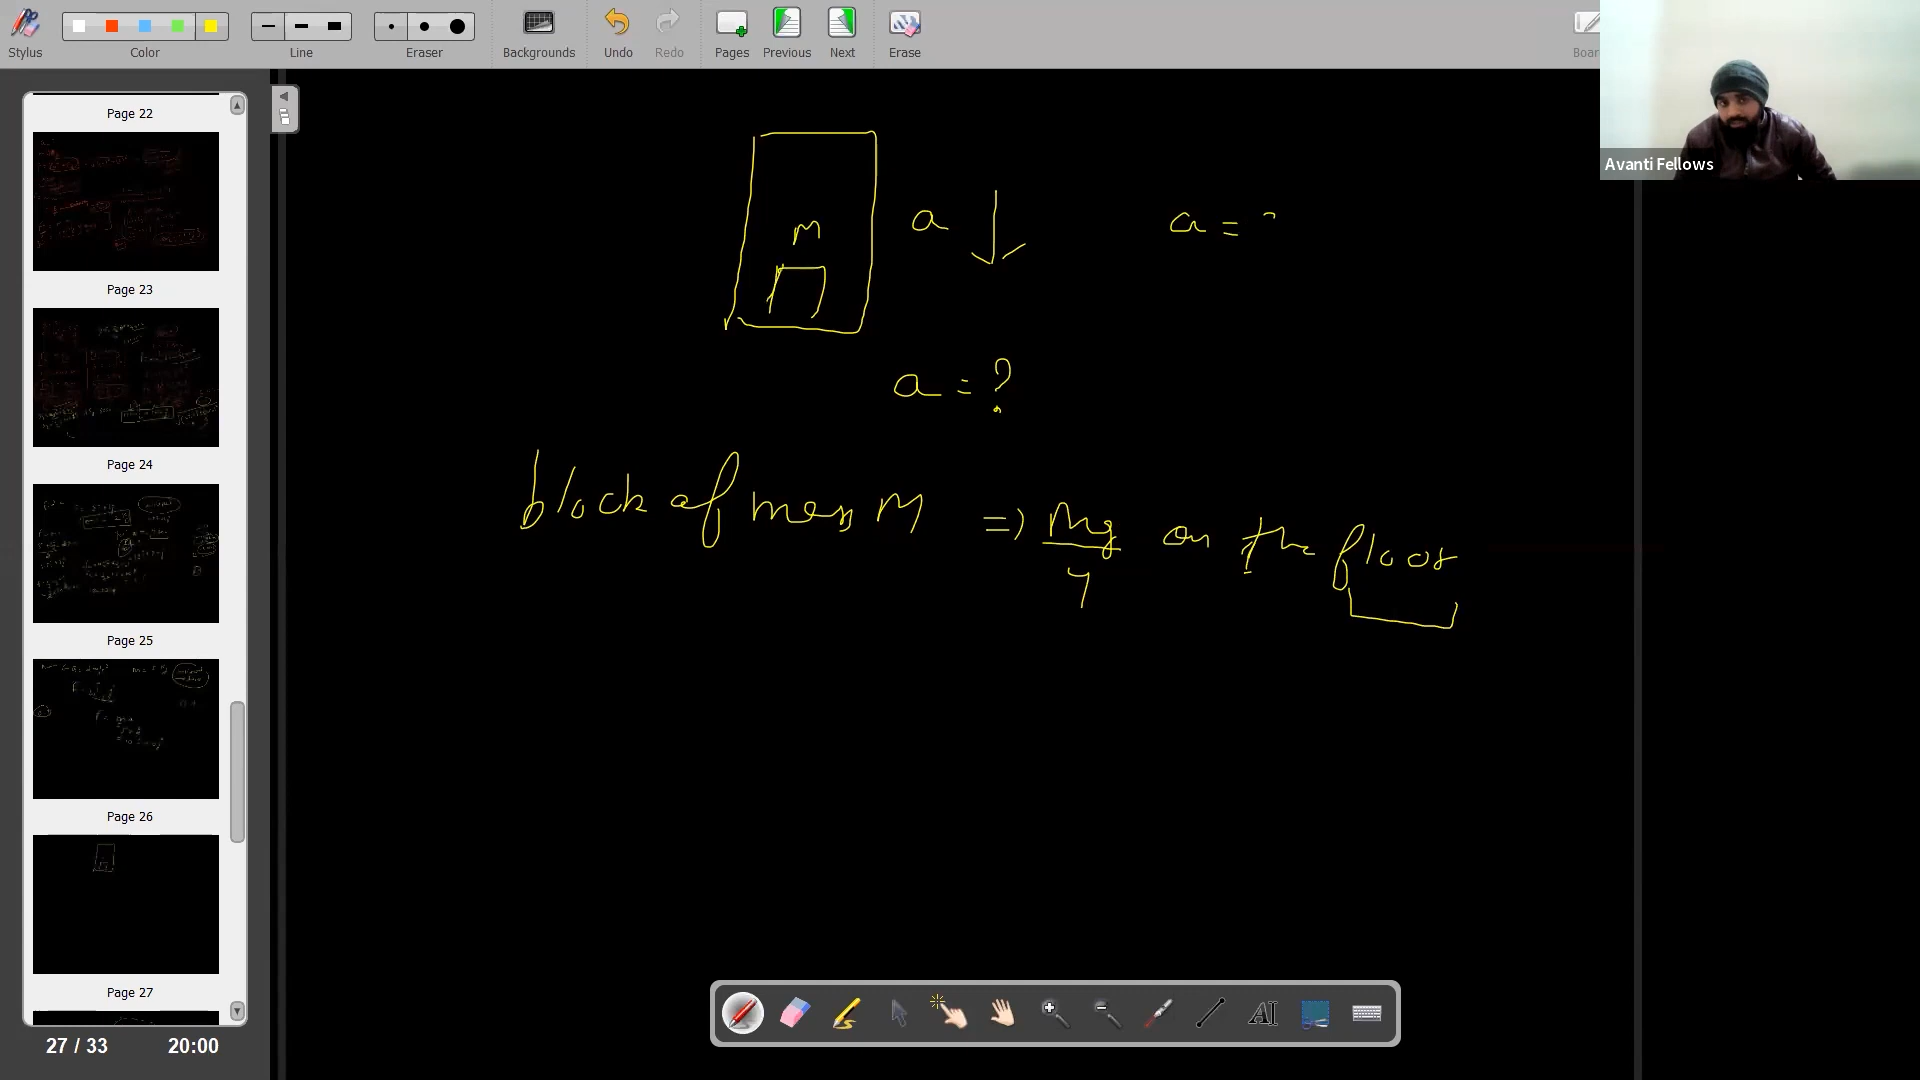 Stylus
Color
Line
Eraser
Backgrounds
Undo
Redo
Pages
Previous
Next
Erase
Boar
Avanti Fellows
Page 22
Page 23
Page 24
Page 25
Page 26
Page 27
27 / 33 20:00
m
a
a = ?
a = ?
block of mass M => Mg/4 on the floor